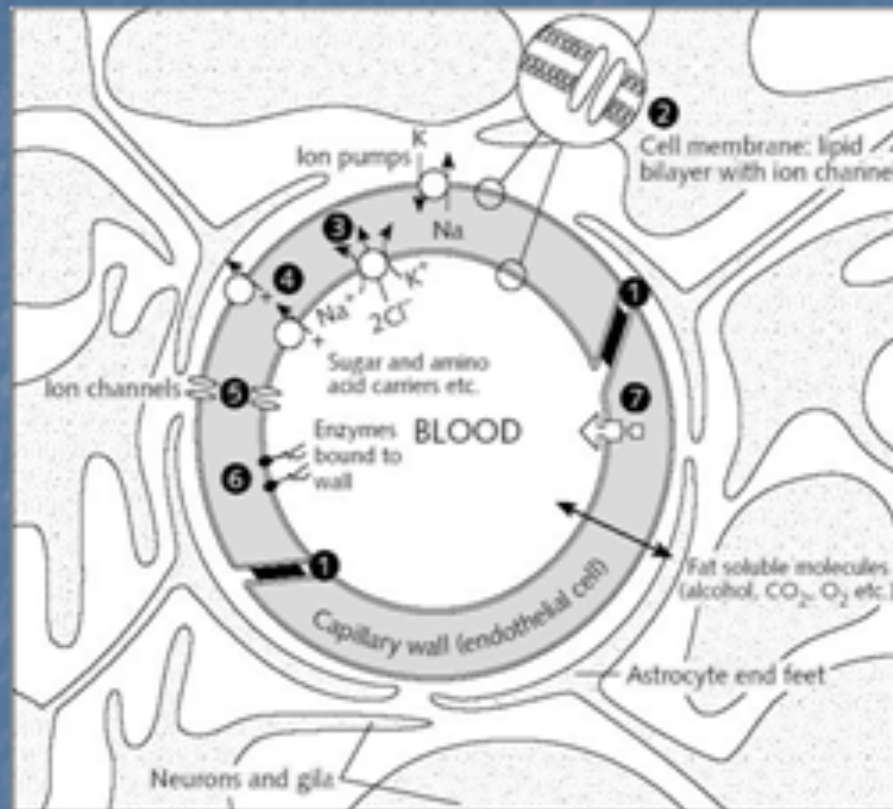 K
Ion pumps
2
Cell membrane: lipid
bilayer with ion channel
3
Na
4
K+
Na+
2Cl-
+
+
1
Sugar and amino
acid carriers etc.
Ion channels
5
7
Enzymes
bound to
wall
BLOOD
6
1
Fat soluble molecules
(alcohol, CO2, O2 etc.)
Capillary wall (endothelial cell)
Astrocyte end feet
Neurons and gila